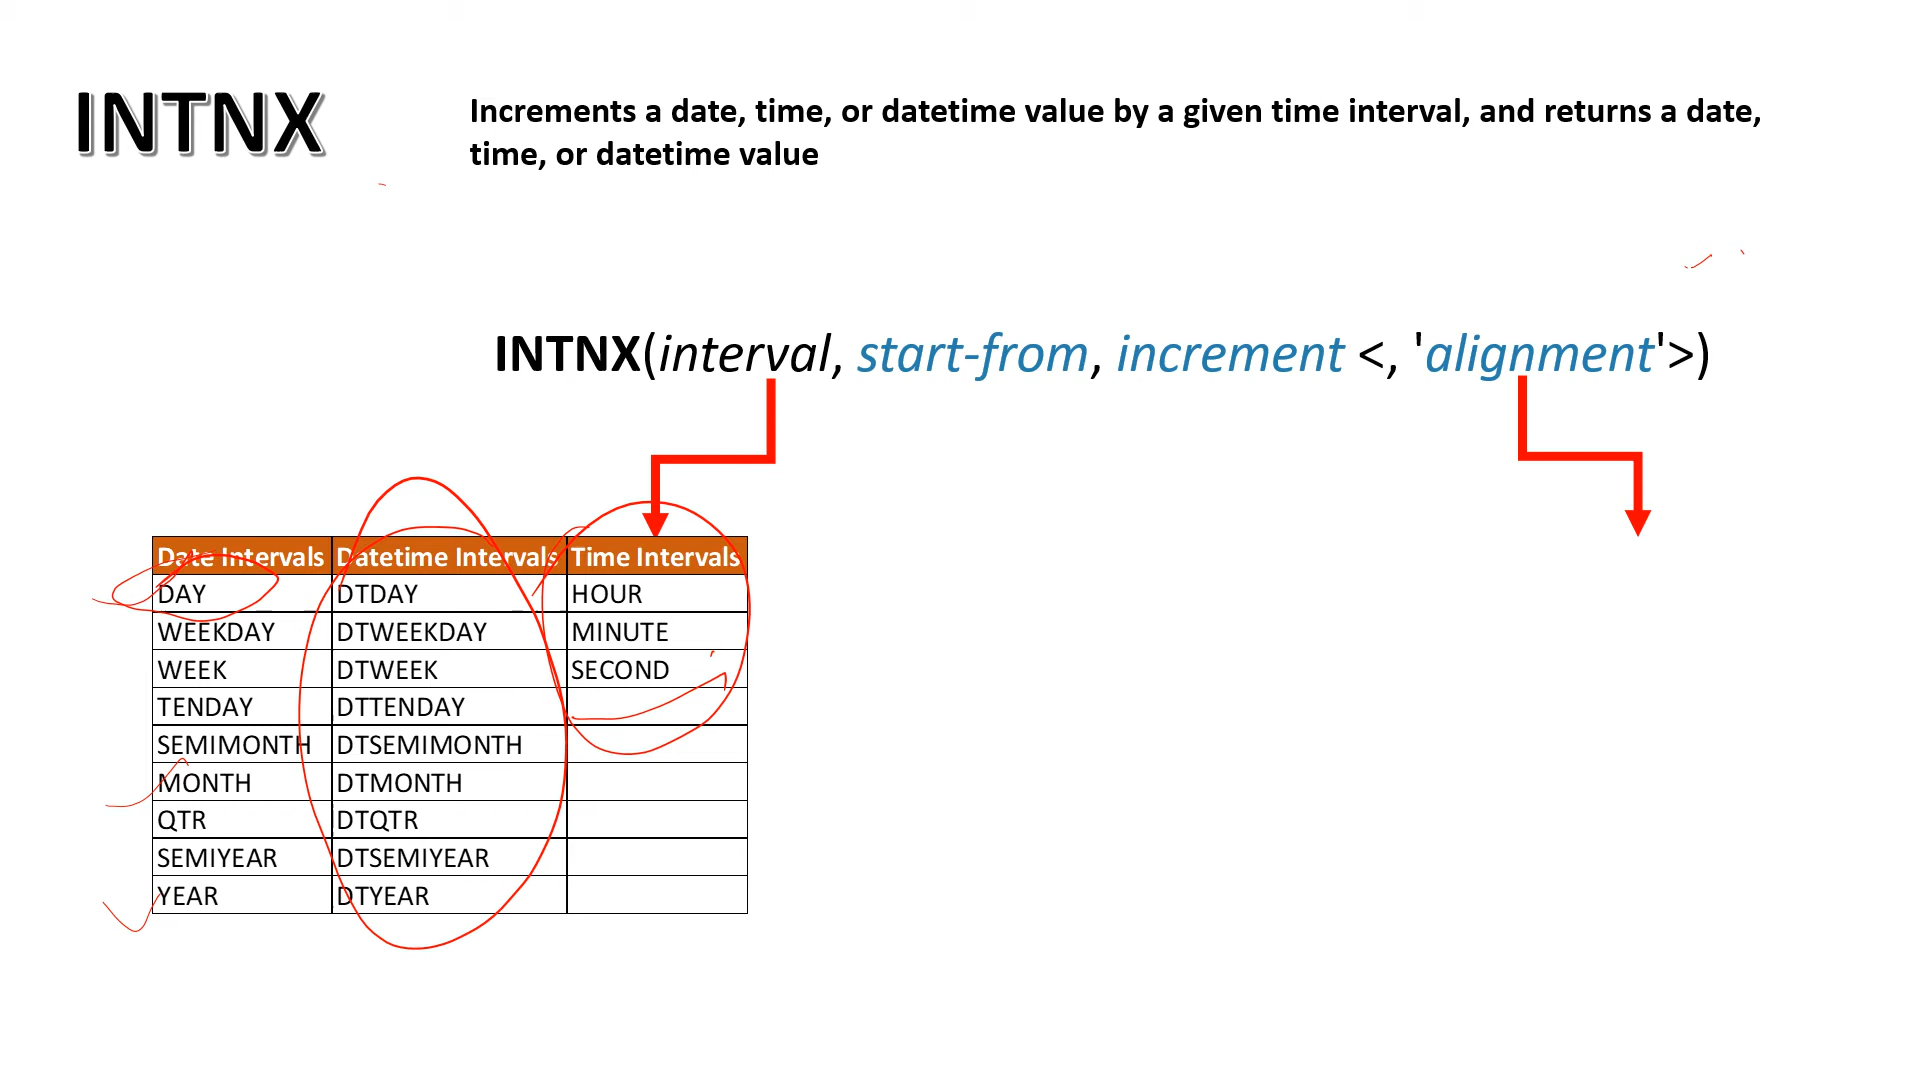 INTNX
Increments a date, time, or datetime value by a given time interval, and returns a date,
time, or datetime value
INTNX(interval, start-from, increment <, 'alignment'>)
Date Intervals Datetime Intervals Time Intervals
DAY DTDAY HOUR
WEEKDAY DTWEEKDAY MINUTE
WEEK DTWEEK SECOND
TENDAY DTTENDAY
SEMIMONTH DTSEMIMONTH
MONTH DTMONTH
QTR DTQTR
SEMIYEAR DTSEMIYEAR
YEAR DTYEAR